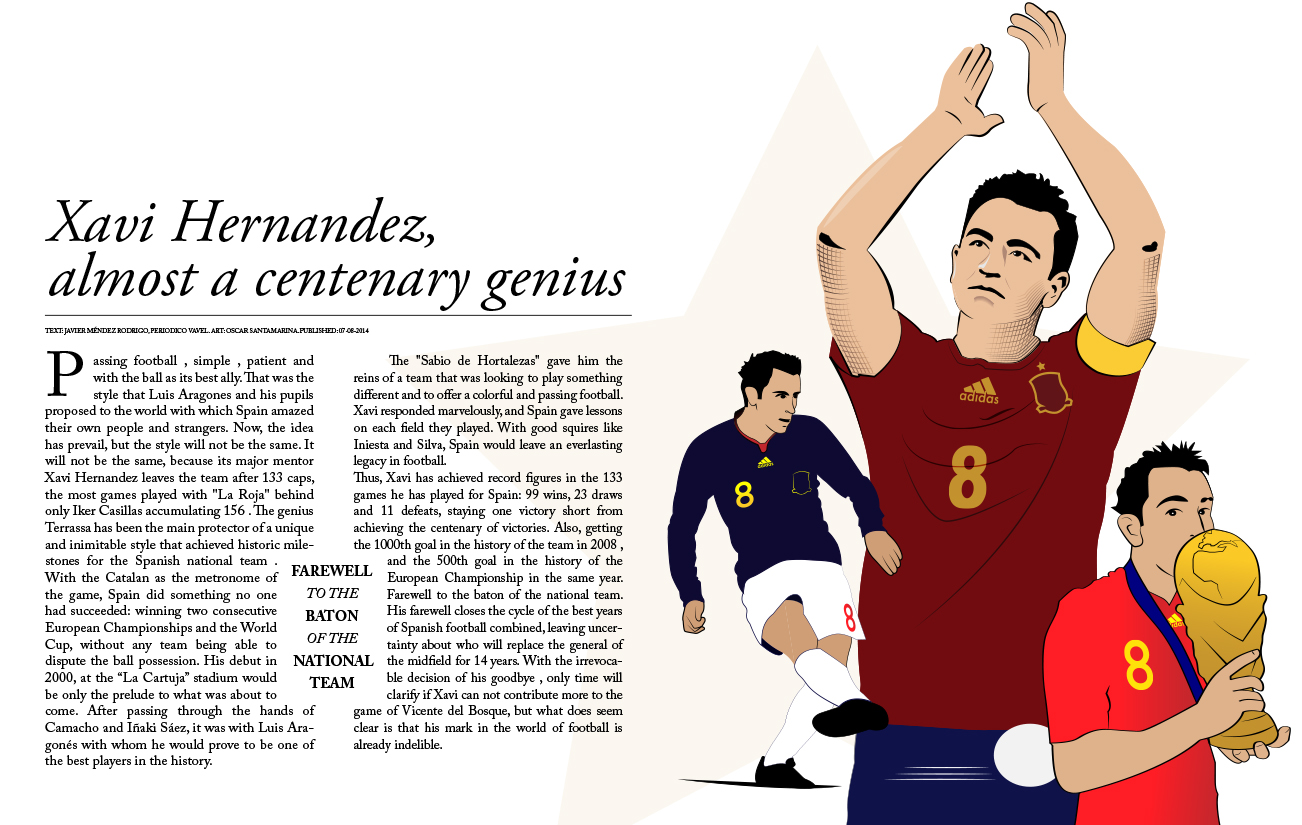 Xavi Hernandez,
almost a centenary genius
TEXT: JAVIER MÉNDEZ RODRIGO, PERIODICO VAVEL. ART: OSCAR SANTAMARINA. PUBLISHED: 07-08-2014
Passing football , simple , patient and
with the ball as its best ally. That was the
style that Luis Aragones and his pupils
proposed to the world with which Spain amazed
their own people and strangers. Now, the idea
has prevail, but the style will not be the same. It
will not be the same, because its major mentor
Xavi Hernandez leaves the team after 133 caps,
the most games played with "La Roja" behind
only Iker Casillas accumulating 156 . The genius
Terrassa has been the main protector of a unique
and inimitable style that achieved historic mile-
stones for the Spanish national team .
With the Catalan as the metronome of
the game, Spain did something no one
had succeeded: winning two consecutive
European Championships and the World
Cup, without any team being able to
dispute the ball possession. His debut in
2000, at the “La Cartuja” stadium would
be only the prelude to what was about to
come. After passing through the hands of
Camacho and Iñaki Sáez, it was with Luis Ara-
gonés with whom he would prove to be one of
the best players in the history.
FAREWELL
TO THE
BATON
OF THE
NATIONAL
TEAM
The "Sabio de Hortalezas" gave him the
reins of a team that was looking to play something
different and to offer a colorful and passing football.
Xavi responded marvelously, and Spain gave lessons
on each field they played. With good squires like
Iniesta and Silva, Spain would leave an everlasting
legacy in football.
Thus, Xavi has achieved record figures in the 133
games he has played for Spain: 99 wins, 23 draws
and 11 defeats, staying one victory short from
achieving the centenary of victories. Also, getting
the 1000th goal in the history of the team in 2008 ,
and the 500th goal in the history of the
European Championship in the same year.
Farewell to the baton of the national team.
His farewell closes the cycle of the best years
of Spanish football combined, leaving uncer-
tainty about who will replace the general of
the midfield for 14 years. With the irrevoca-
ble decision of his goodbye , only time will
clarify if Xavi can not contribute more to the
game of Vicente del Bosque, but what does seem
clear is that his mark in the world of football is
already indelible.
adidas
8
8
8
8